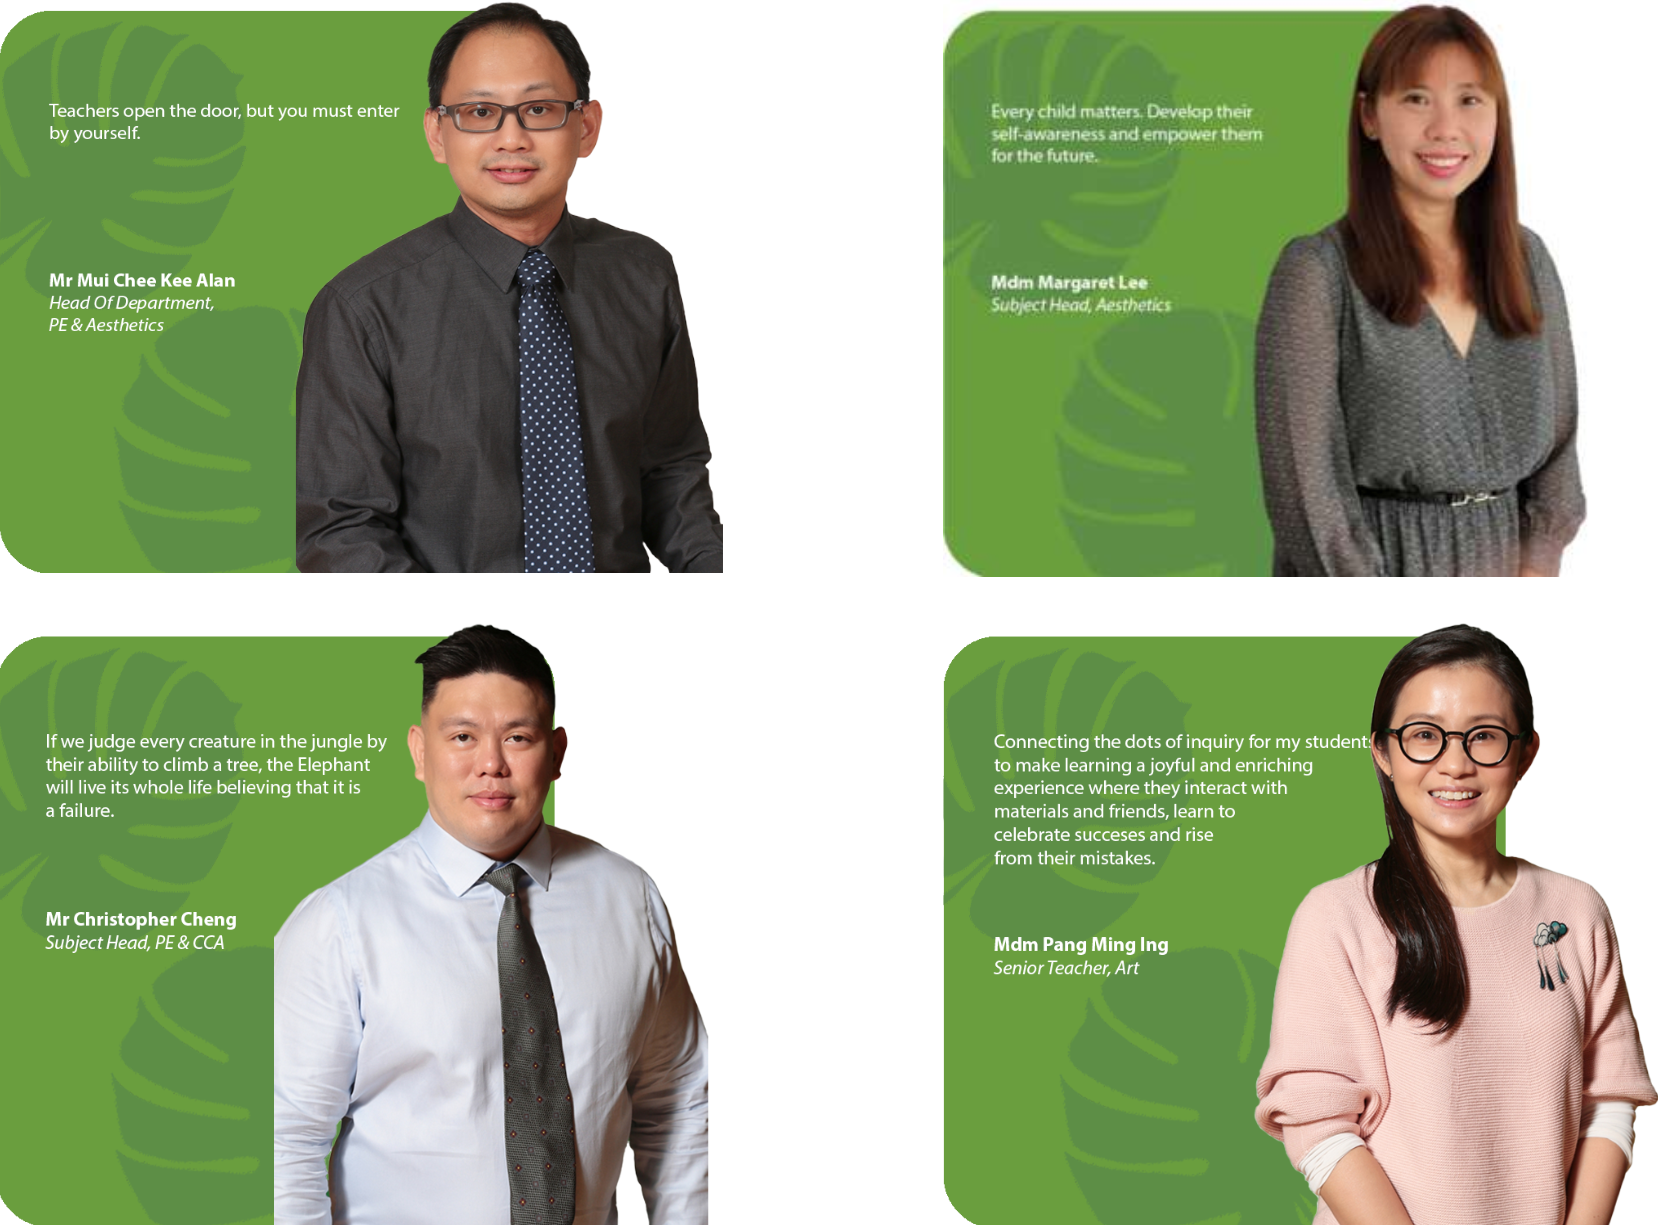 Teachers open the door, but you must enter
by yourself.
Mr Mui Chee Kee Alan
Head Of Department,
PE & Aesthetics
Every child matters. Develop their
self-awareness and empower them
for the future.
Mdm Margaret Lee
Subject Head, Aesthetics
If we judge every creature in the jungle by
their ability to climb a tree, the Elephant
will live its whole life believing that it is
a failure.
Mr Christopher Cheng
Subject Head, PE & CCA
Connecting the dots of inquiry for my students
to make learning a joyful and enriching
experience where they interact with
materials and friends, learn to
celebrate succeses and rise
from their mistakes.
Mdm Pang Ming Ing
Senior Teacher, Art